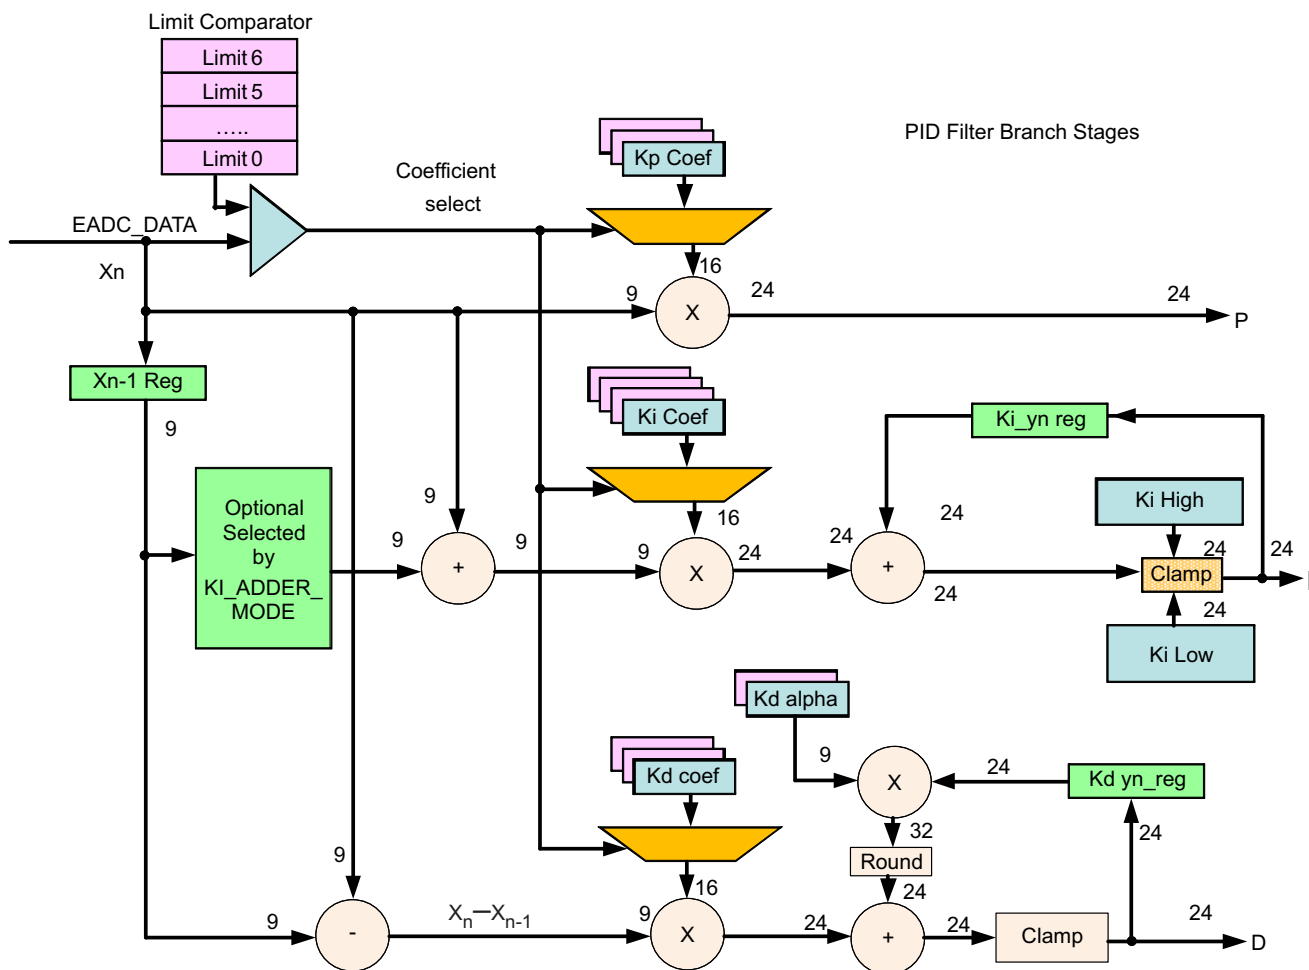 Limit Comparator
Limit 6
Limit 5
.....
Limit 0
PID Filter Branch Stages
Kp Coef
Coefficient
select
EADC_DATA
Xn
16
9
24
24
X
P
Xn-1 Reg
9
Ki Coef
Ki_yn reg
Optional
Selected
by
KI_ADDER_
MODE
9
9
+
9
16
9
X
24
24
24
+
24
Ki High
24
24
Clamp
I
24
Ki Low
Kd alpha
9
X
24
Kd yn_reg
Kd coef
32
Round
24
24
9
16
9
-
Xn—Xn-1
9
X
24
+
24
Clamp
24
D